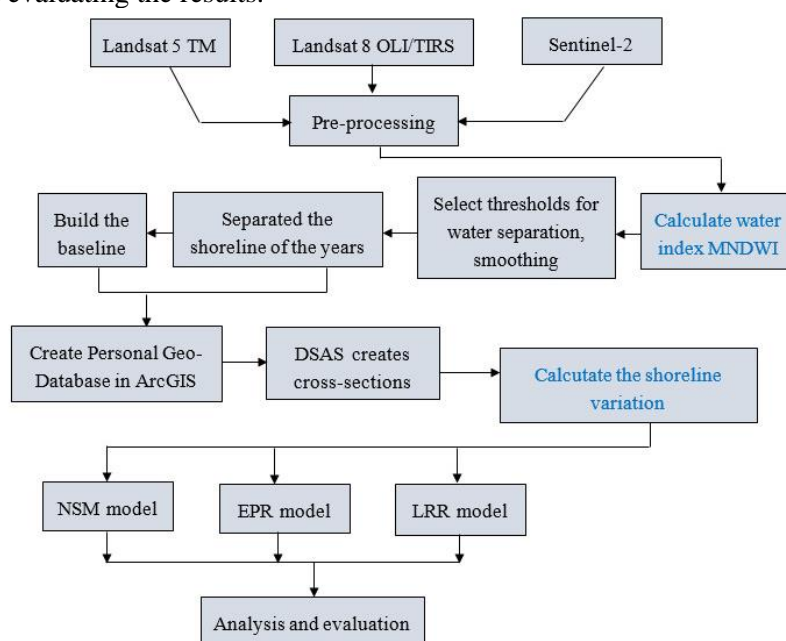 evaluating the results.
Landsat 5 TM
Landsat 8 OLI/TIRS
Sentinel-2
Pre-processing
Build the
baseline
Separated the
shoreline of the years
Select thresholds for
water separation,
smoothing
Calculate water
index MNDWI
Create Personal Geo-
Database in ArcGIS
DSAS creates
cross-sections
Calcutate the shoreline
variation
NSM model
EPR model
LRR model
Analysis and evaluation